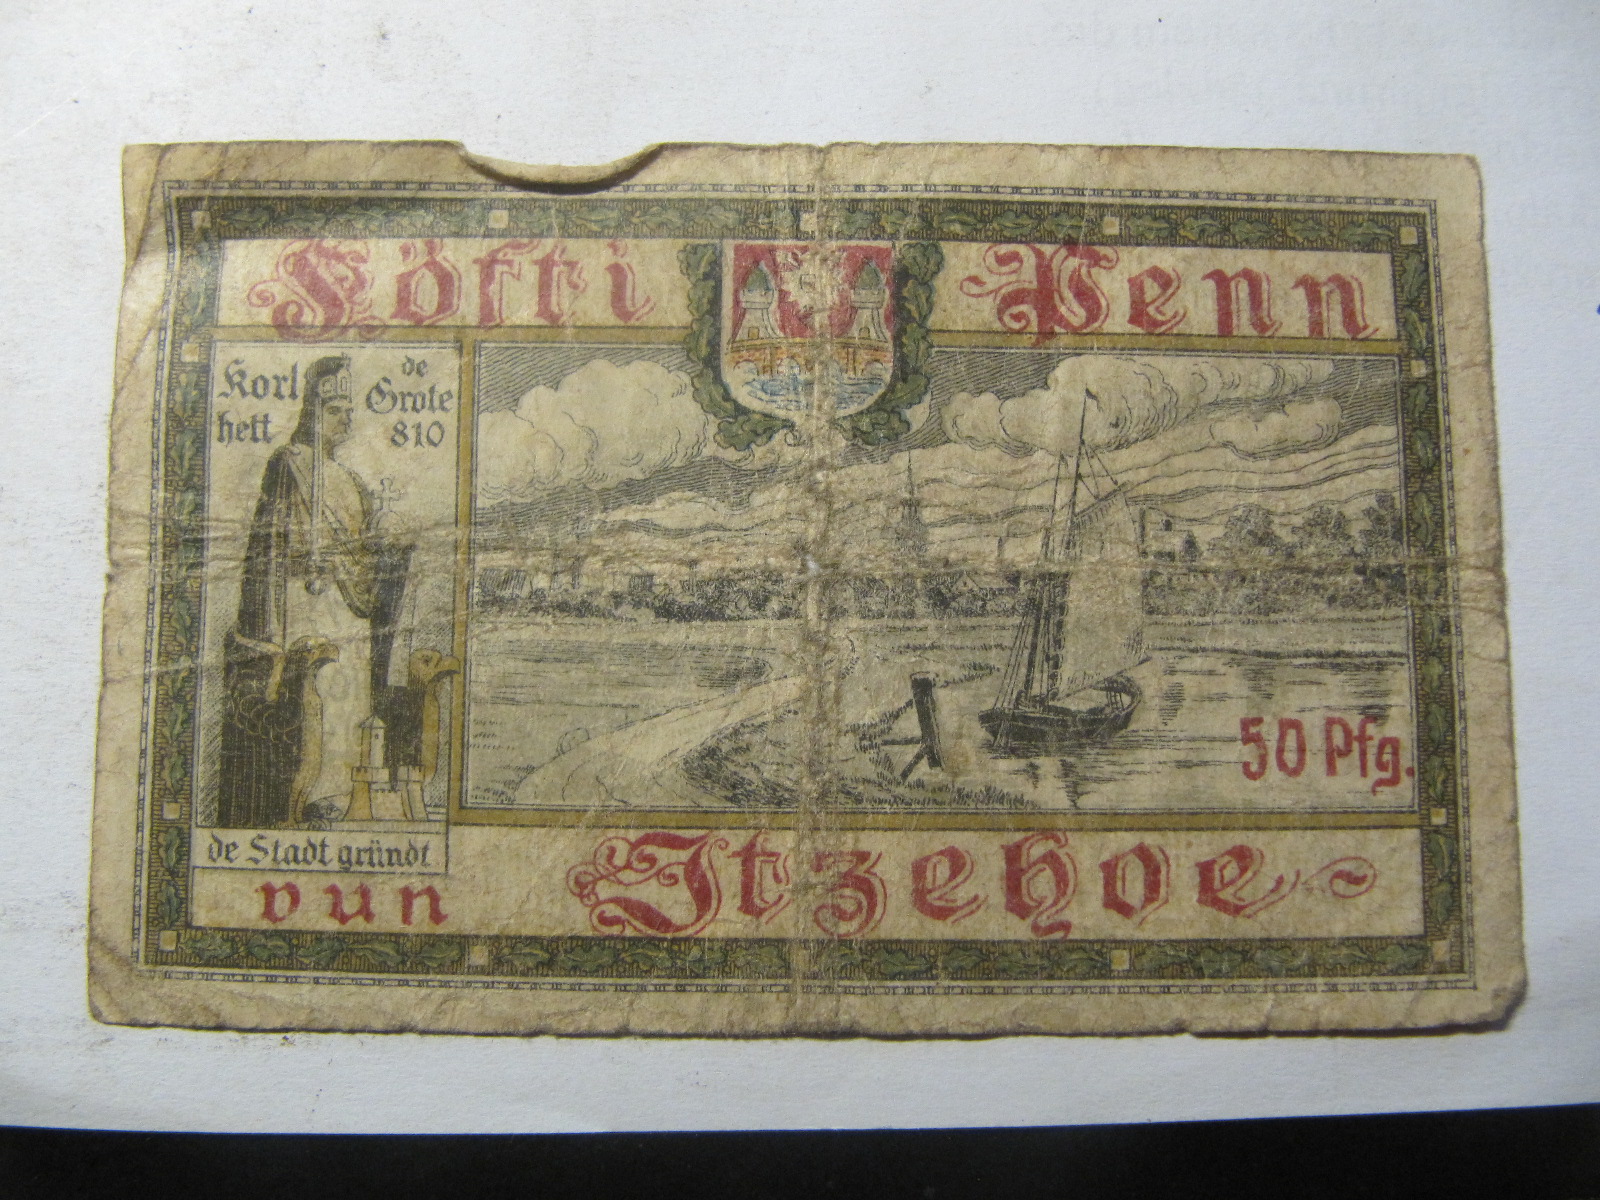 Föfti Penn
Korl de
hett Grote
810
50 Pfg.
de Stadt gründt
vun Itzehoe